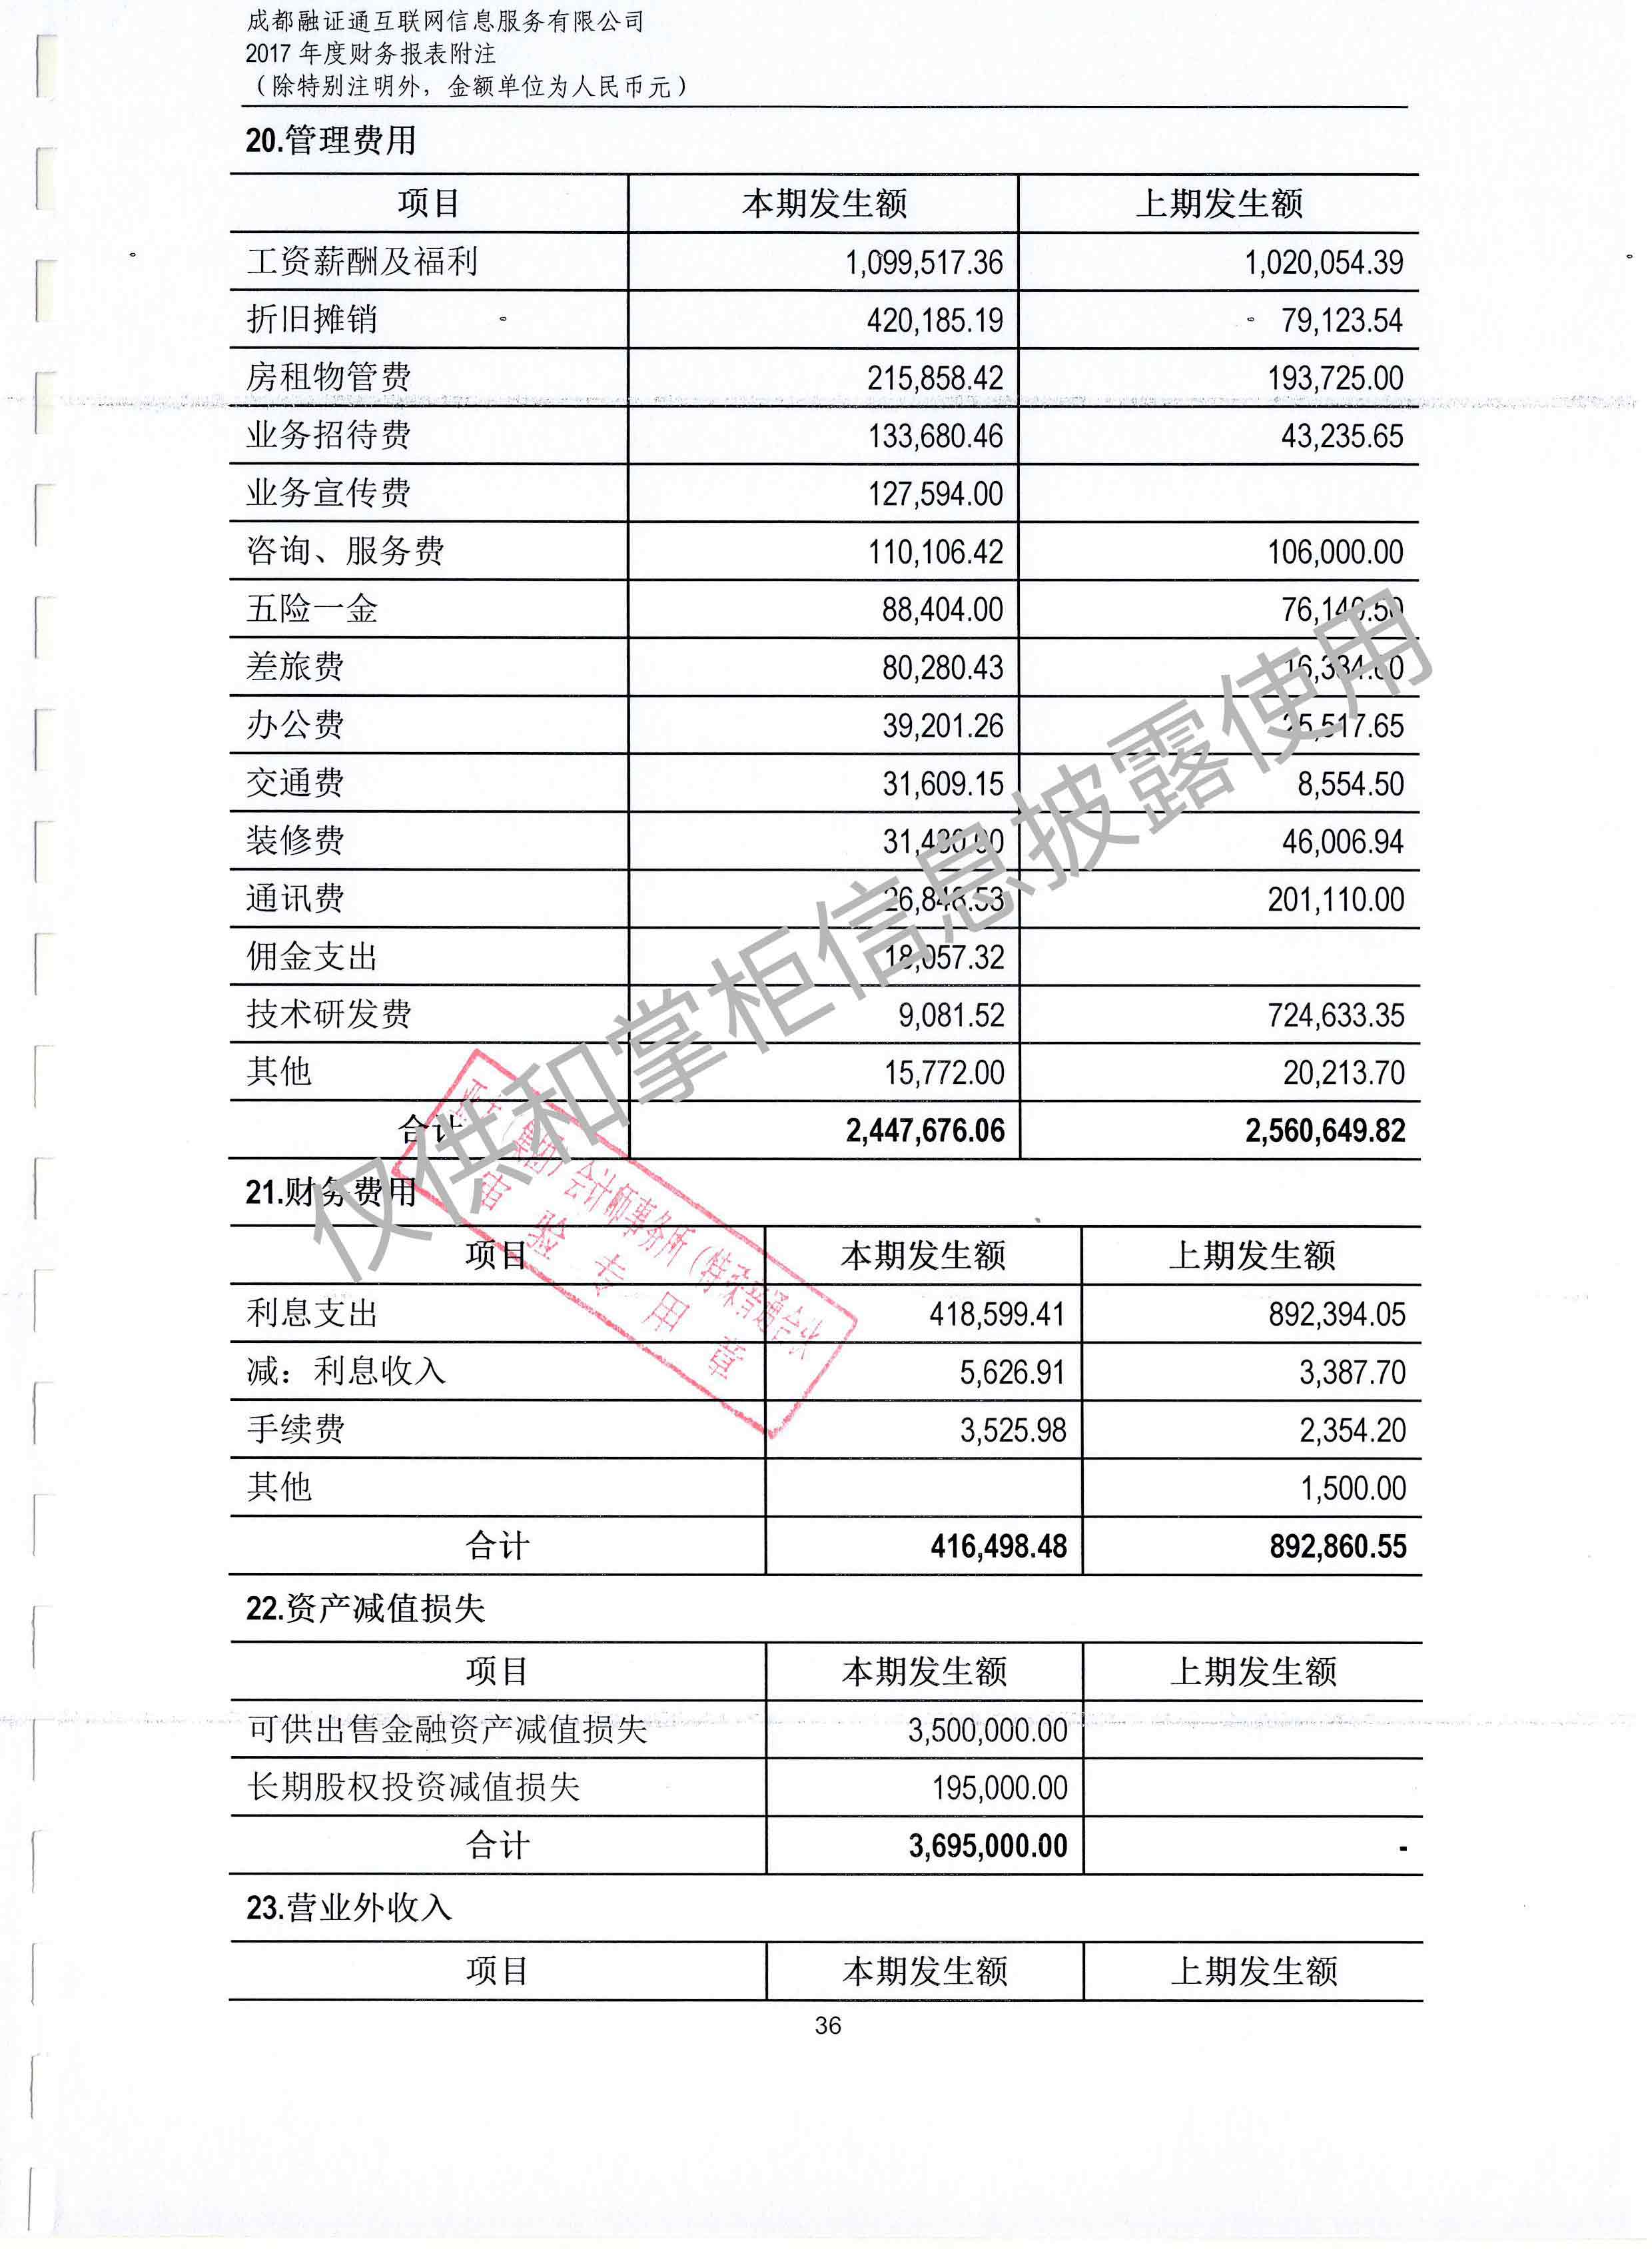 成都融证通互联网信息服务有限公司
2017 年度财务报表附注
（除特别注明外，金额单位为人民币元）
20.管理费用
项目 本期发生额 上期发生额
工资薪酬及福利 1,099,517.36 1,020,054.39
折旧摊销 420,185.19 79,123.54
房租物管费 215,858.42 193,725.00
业务招待费 133,680.46 43,235.65
业务宣传费 127,594.00
咨询、服务费 110,106.42 106,000.00
五险一金 88,404.00 76,140.50
差旅费 80,280.43 16,334.60
办公费 39,201.26 25,517.65
交通费 31,609.15 8,554.50
装修费 31,480.00 46,006.94
通讯费 26,848.53 201,110.00
佣金支出 18,057.32
技术研发费 9,081.52 724,633.35
其他 15,772.00 20,213.70
合计 2,447,676.06 2,560,649.82
仅供和掌柜信息披露使用
（集团）会计师事务所（特殊普通合伙
审验专用章
21.财务费用
项目 本期发生额 上期发生额
利息支出 418,599.41 892,394.05
减：利息收入 5,626.91 3,387.70
手续费 3,525.98 2,354.20
其他 1,500.00
合计 416,498.48 892,860.55
22.资产减值损失
项目 本期发生额 上期发生额
可供出售金融资产减值损失 3,500,000.00
长期股权投资减值损失 195,000.00
合计 3,695,000.00 -
23.营业外收入
项目 本期发生额 上期发生额
36